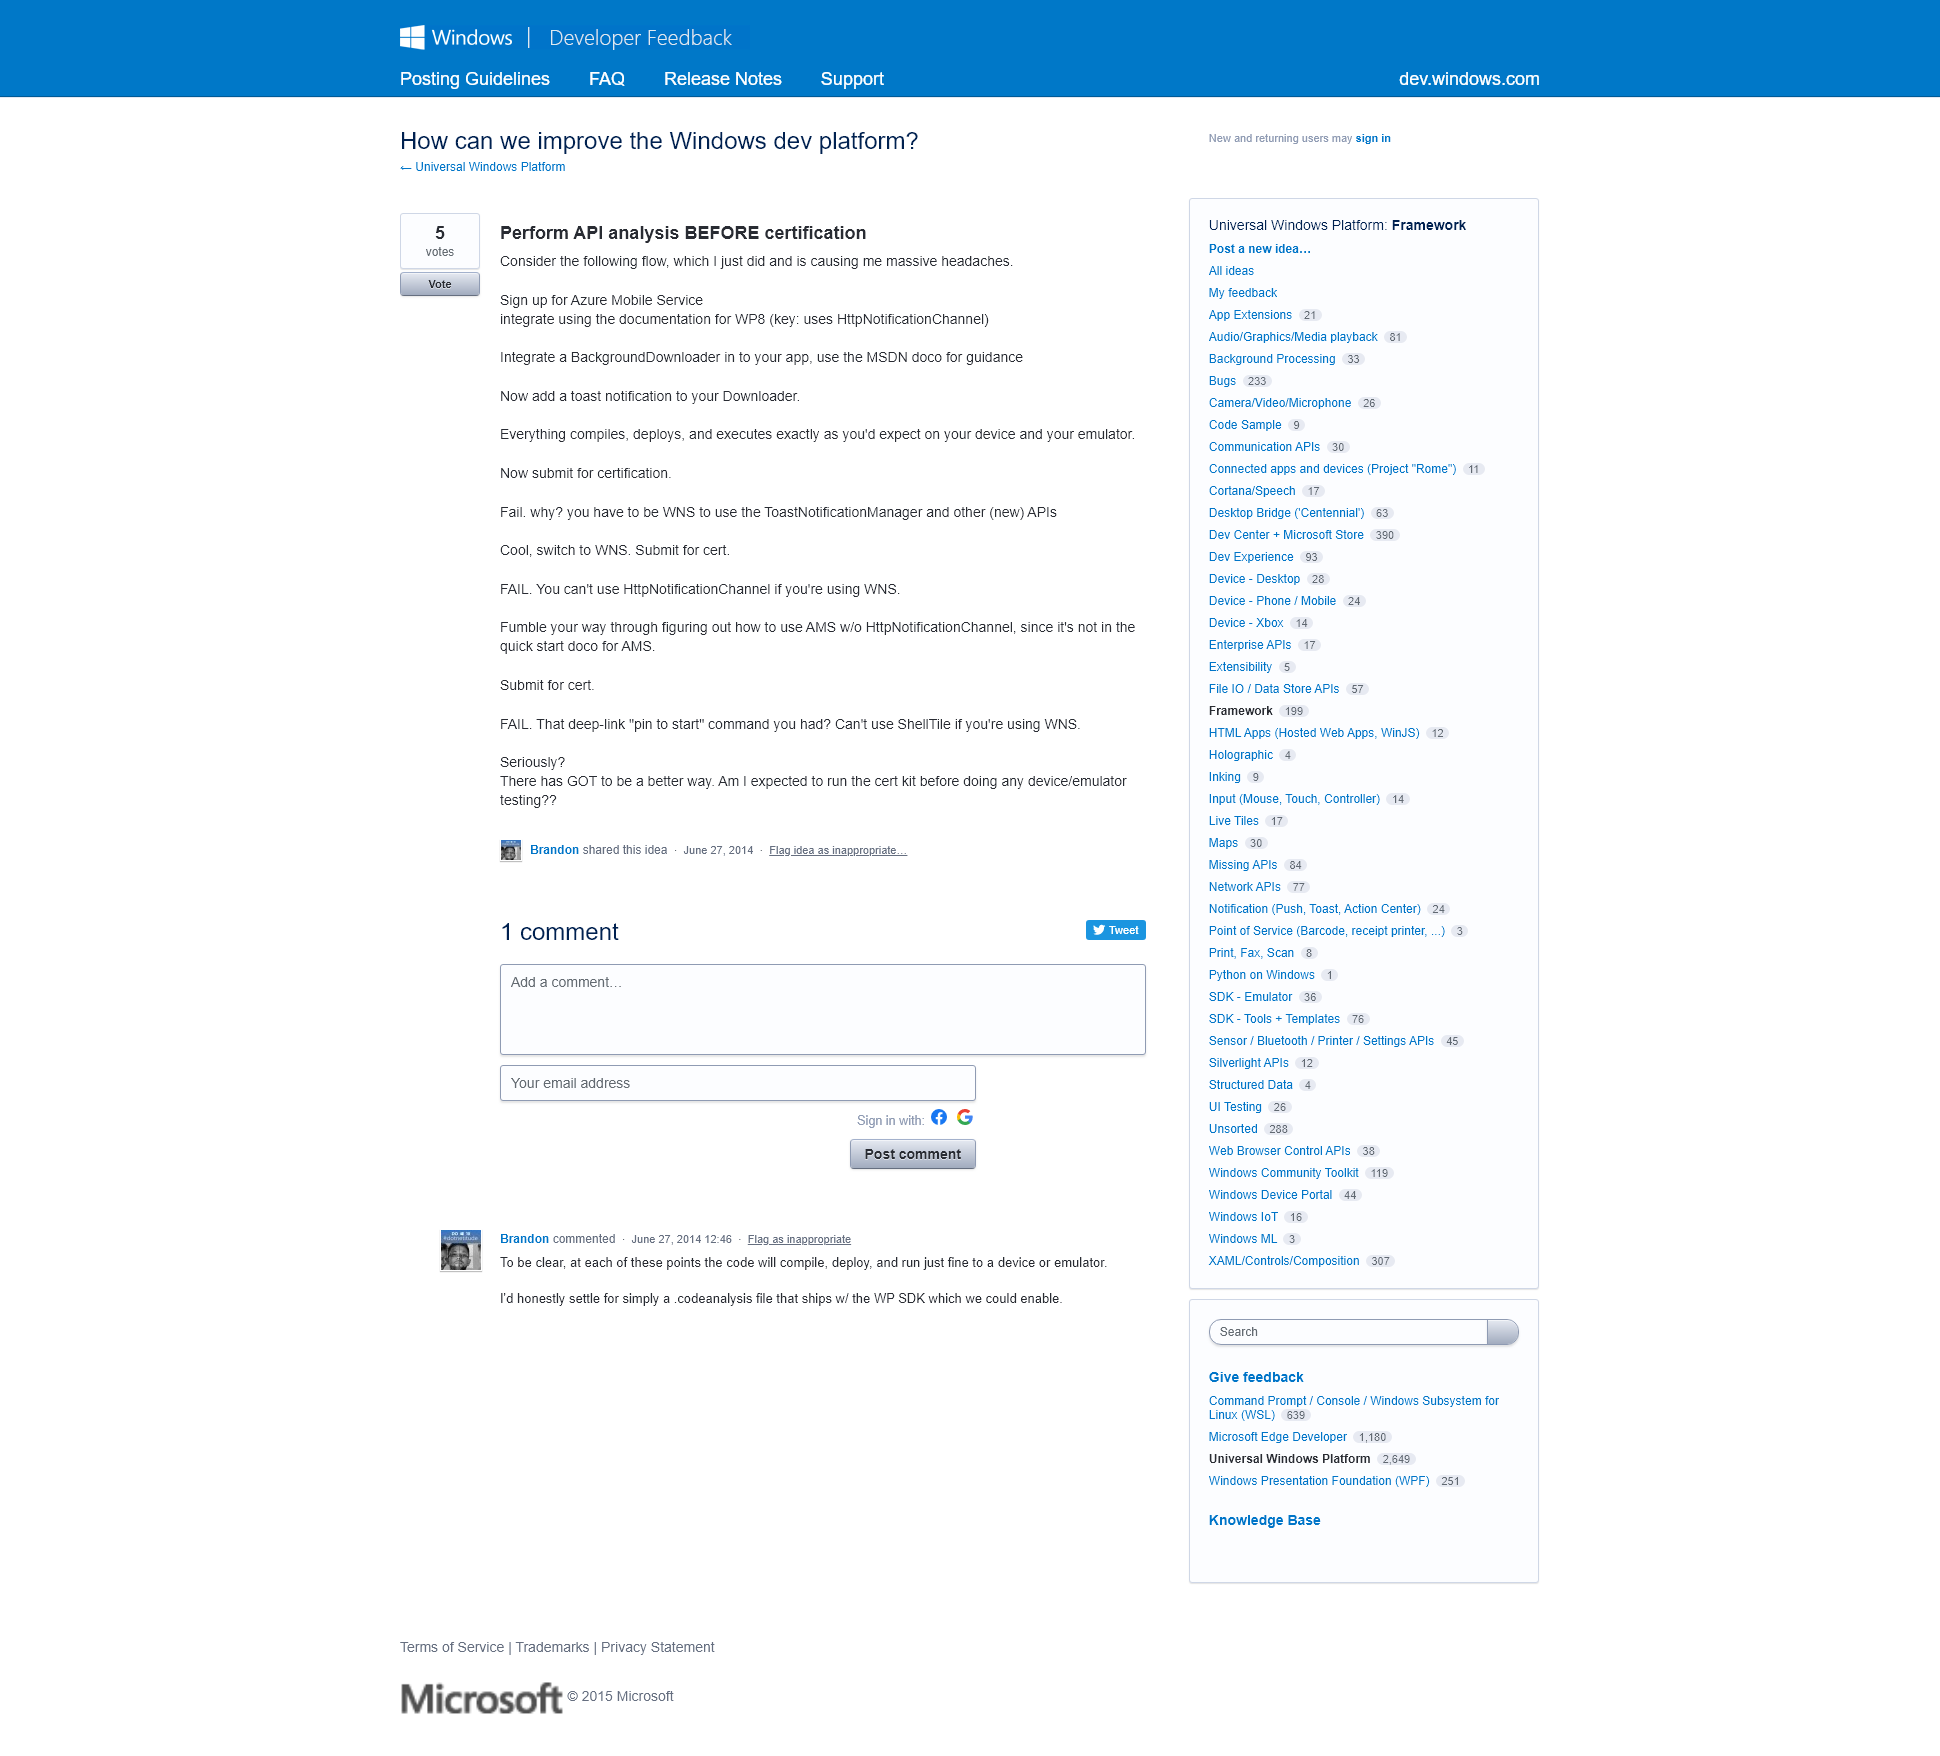 Windows | Developer Feedback
Posting Guidelines FAQ Release Notes Support dev.windows.com
How can we improve the Windows dev platform?
← Universal Windows Platform
New and returning users may sign in
5
votes
Vote
Perform API analysis BEFORE certification
Consider the following flow, which I just did and is causing me massive headaches.
Sign up for Azure Mobile Service
integrate using the documentation for WP8 (key: uses HttpNotificationChannel)
Integrate a BackgroundDownloader in to your app, use the MSDN doco for guidance
Now add a toast notification to your Downloader.
Everything compiles, deploys, and executes exactly as you'd expect on your device and your emulator.
Now submit for certification.
Fail. why? you have to be WNS to use the ToastNotificationManager and other (new) APIs
Cool, switch to WNS. Submit for cert.
FAIL. You can't use HttpNotificationChannel if you're using WNS.
Fumble your way through figuring out how to use AMS w/o HttpNotificationChannel, since it's not in the
quick start doco for AMS.
Submit for cert.
FAIL. That deep-link "pin to start" command you had? Can't use ShellTile if you're using WNS.
Seriously?
There has GOT to be a better way. Am I expected to run the cert kit before doing any device/emulator
testing??
Brandon shared this idea · June 27, 2014 · Flag idea as inappropriate…
1 comment
Tweet
Add a comment…
Your email address
Sign in with:
Post comment
Brandon commented · June 27, 2014 12:46 · Flag as inappropriate
To be clear, at each of these points the code will compile, deploy, and run just fine to a device or emulator.
I'd honestly settle for simply a .codeanalysis file that ships w/ the WP SDK which we could enable.
Universal Windows Platform: Framework
Post a new idea…
All ideas
My feedback
App Extensions 21
Audio/Graphics/Media playback 81
Background Processing 33
Bugs 233
Camera/Video/Microphone 26
Code Sample 9
Communication APIs 30
Connected apps and devices (Project "Rome") 11
Cortana/Speech 17
Desktop Bridge ('Centennial') 63
Dev Center + Microsoft Store 390
Dev Experience 93
Device - Desktop 28
Device - Phone / Mobile 24
Device - Xbox 14
Enterprise APIs 17
Extensibility 5
File IO / Data Store APIs 57
Framework 199
HTML Apps (Hosted Web Apps, WinJS) 12
Holographic 4
Inking 9
Input (Mouse, Touch, Controller) 14
Live Tiles 17
Maps 30
Missing APIs 84
Network APIs 77
Notification (Push, Toast, Action Center) 24
Point of Service (Barcode, receipt printer, ...) 3
Print, Fax, Scan 8
Python on Windows 1
SDK - Emulator 36
SDK - Tools + Templates 76
Sensor / Bluetooth / Printer / Settings APIs 45
Silverlight APIs 12
Structured Data 4
UI Testing 26
Unsorted 288
Web Browser Control APIs 38
Windows Community Toolkit 119
Windows Device Portal 44
Windows IoT 16
Windows ML 3
XAML/Controls/Composition 307
Search
Give feedback
Command Prompt / Console / Windows Subsystem for
Linux (WSL) 639
Microsoft Edge Developer 1,180
Universal Windows Platform 2,649
Windows Presentation Foundation (WPF) 251
Knowledge Base
Terms of Service | Trademarks | Privacy Statement
Microsoft © 2015 Microsoft